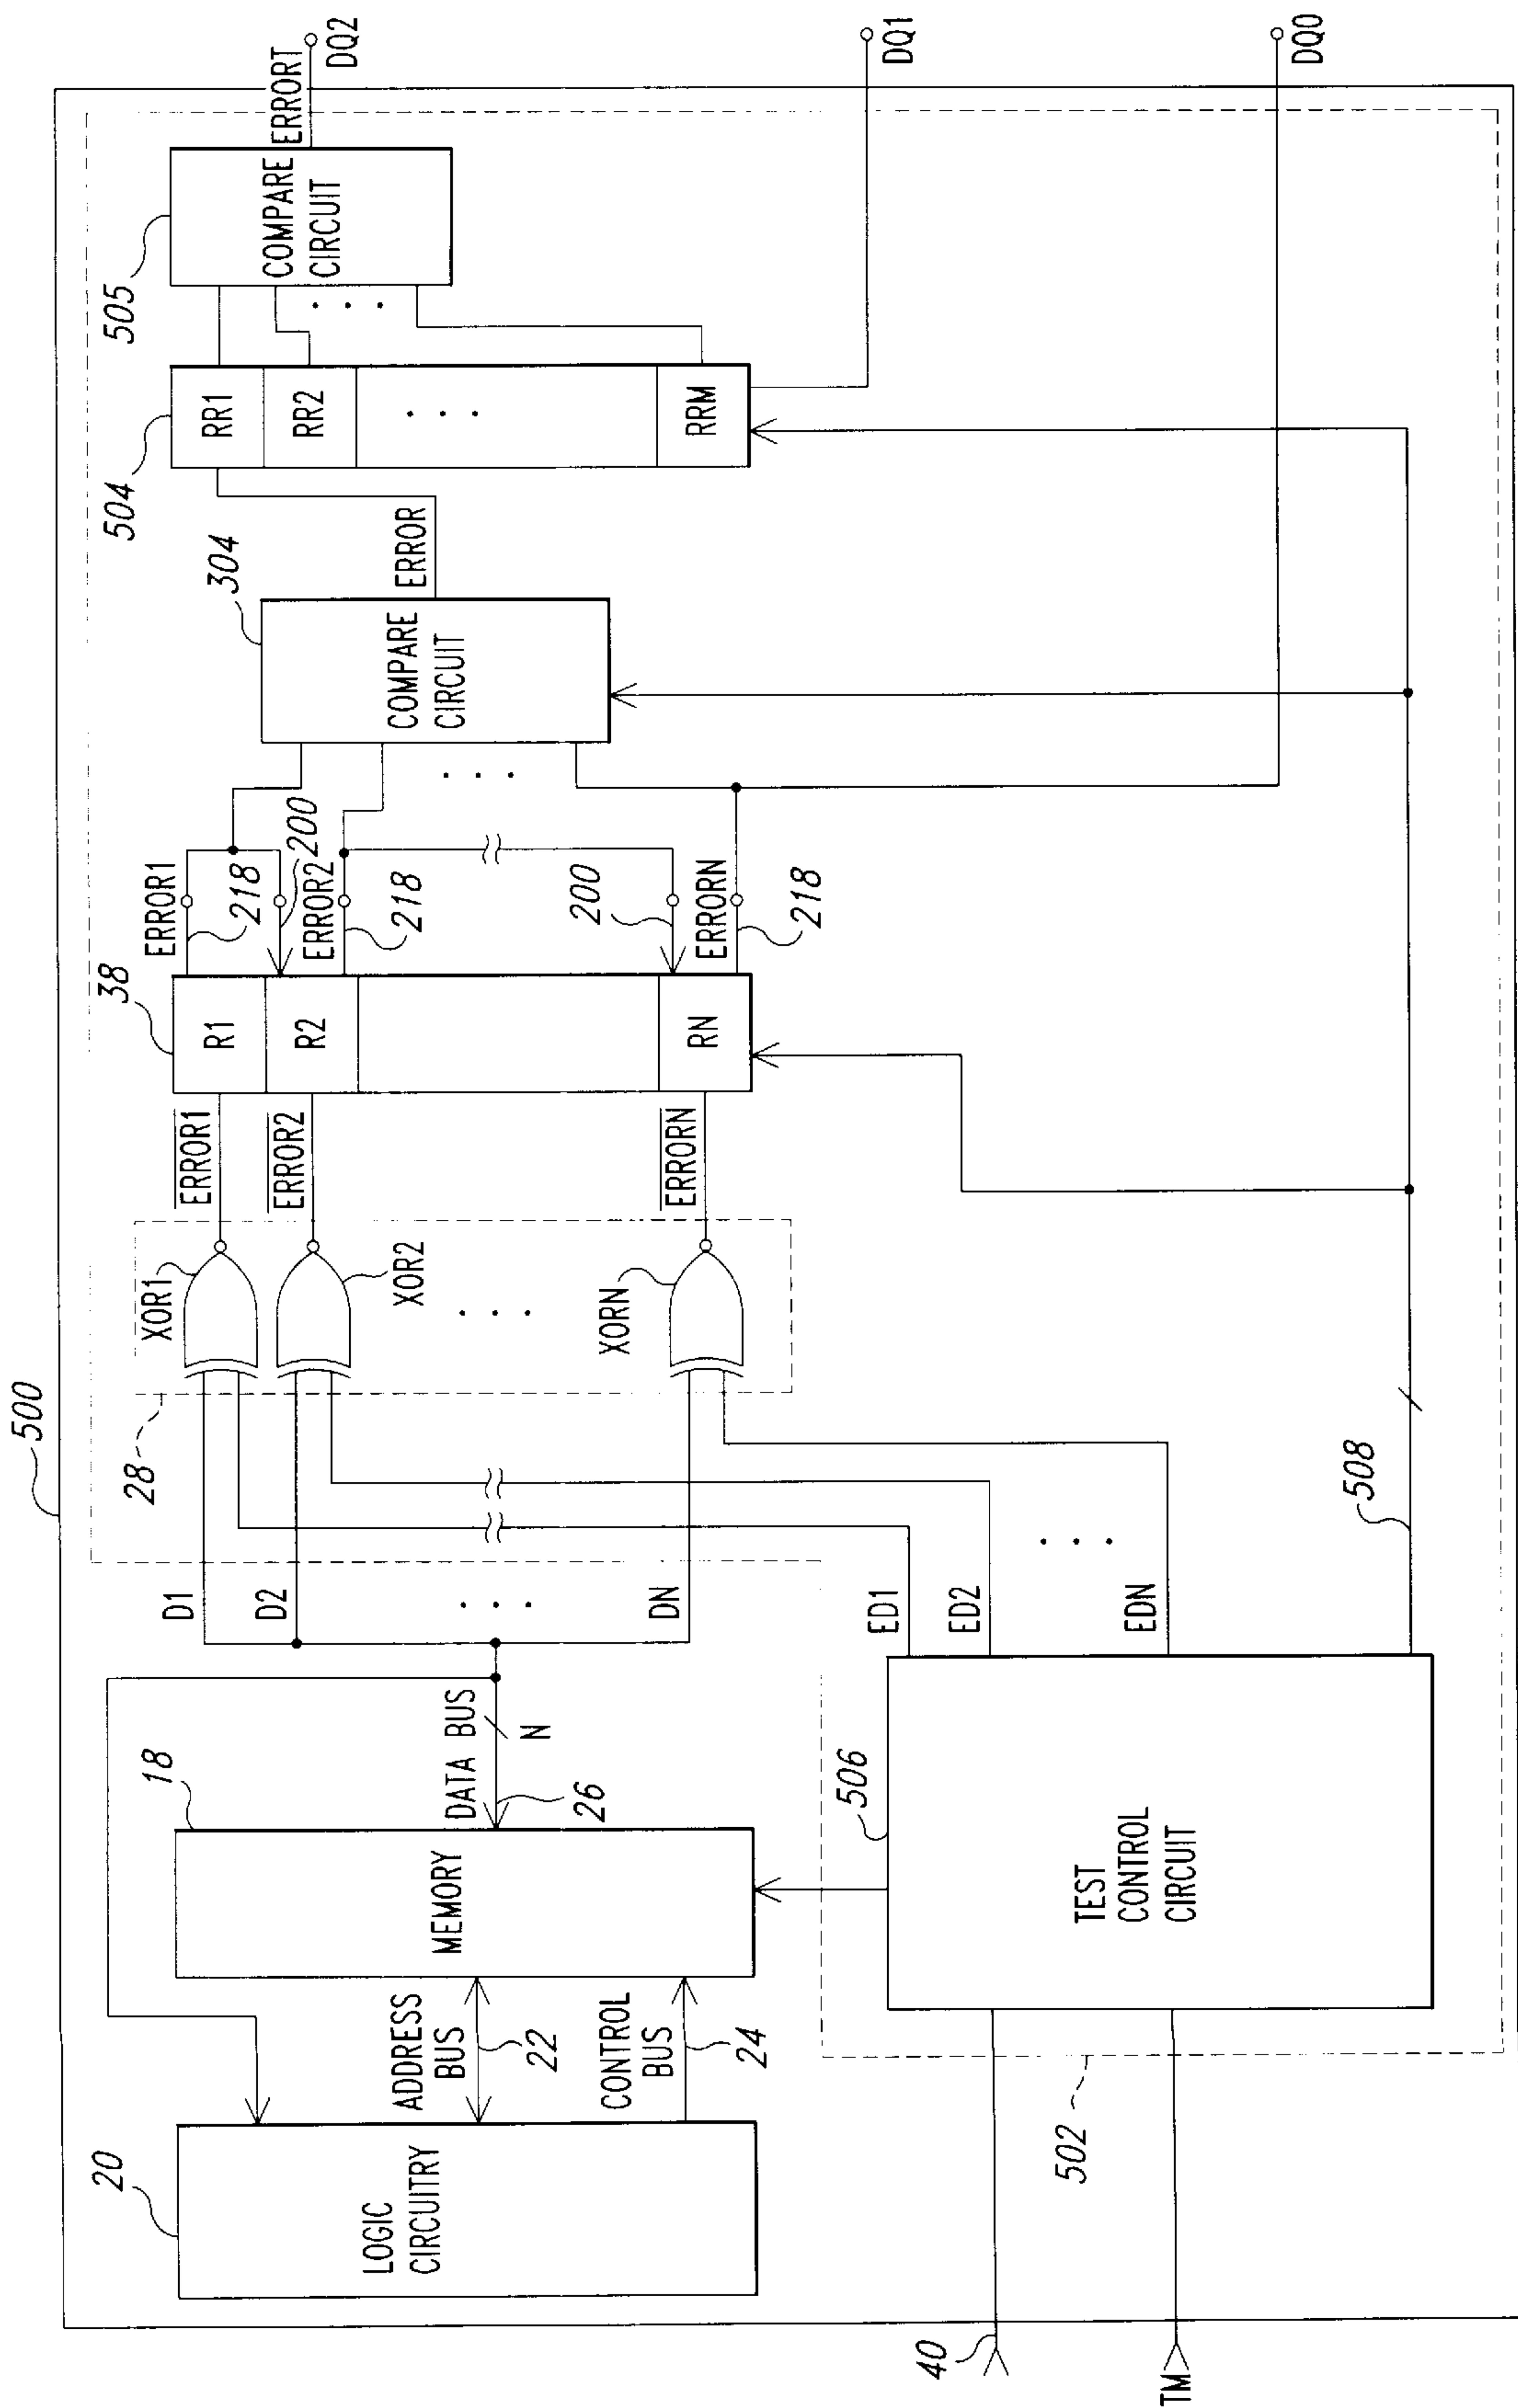 500
20
LOGIC
CIRCUITRY
ADDRESS
BUS
22
CONTROL
BUS
24
18
MEMORY
DATA BUS
26
N
D1
D2
DN
28
XOR1
XOR2
XORN
ERROR1
ERROR2
ERRORN
38
R1
R2
RN
ERROR1
218
200
ERROR2
218
200
ERRORN
218
304
COMPARE
CIRCUIT
ERROR
504
RR1
RR2
RRM
505
COMPARE
CIRCUIT
ERRORT
DQ2
DQ1
DQ0
40
TM
502
506
TEST
CONTROL
CIRCUIT
ED1
ED2
EDN
508